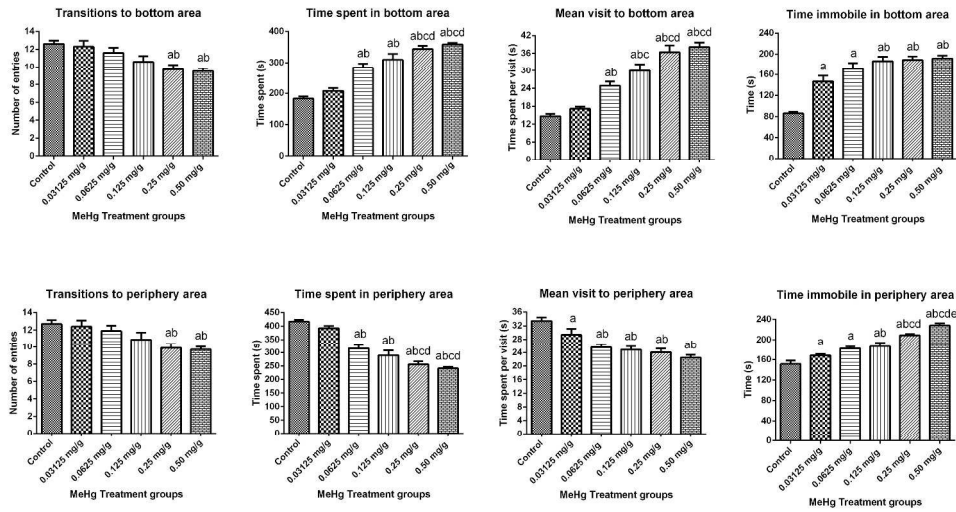 Transitions to bottom area
Number of entries
14
12
10
8
6
4
2
0
ab
ab
Control
0.03125 mg/g
0.0625 mg/g
0.125 mg/g
0.25 mg/g
0.50 mg/g
MeHg Treatment groups
Time spent in bottom area
Time spent (s)
400
300
200
100
0
ab
ab
abcd
abcd
Control
0.03125 mg/g
0.0625 mg/g
0.125 mg/g
0.25 mg/g
0.50 mg/g
MeHg Treatment groups
Mean visit to bottom area
Time spent per visit (s)
42
36
30
24
18
12
6
0
ab
abc
abcd
abcd
Control
0.03125 mg/g
0.0625 mg/g
0.125 mg/g
0.25 mg/g
0.50 mg/g
MeHg Treatment groups
Time immobile in bottom area
Time (s)
240
200
160
120
80
40
0
a
a
ab
ab
ab
Control
0.03125 mg/g
0.0625 mg/g
0.125 mg/g
0.25 mg/g
0.50 mg/g
MeHg Treatment groups
Transitions to periphery area
Number of entries
14
12
10
8
6
4
2
0
ab
ab
Control
0.03125 mg/g
0.0625 mg/g
0.125 mg/g
0.25 mg/g
0.50 mg/g
MeHg Treatment groups
Time spent in periphery area
Time spent (s)
450
400
350
300
250
200
150
100
50
0
ab
ab
abcd
abcd
Control
0.03125 mg/g
0.0625 mg/g
0.125 mg/g
0.25 mg/g
0.50 mg/g
MeHg Treatment groups
Mean visit to periphery area
Time spent per visit (s)
36
32
28
24
20
16
12
8
4
0
a
ab
ab
ab
ab
Control
0.03125 mg/g
0.0625 mg/g
0.125 mg/g
0.25 mg/g
0.50 mg/g
MeHg Treatment groups
Time immobile in periphery area
Time (s)
240
200
160
120
80
40
0
a
a
ab
abcd
abcde
Control
0.03125 mg/g
0.0625 mg/g
0.125 mg/g
0.25 mg/g
0.50 mg/g
MeHg Treatment groups